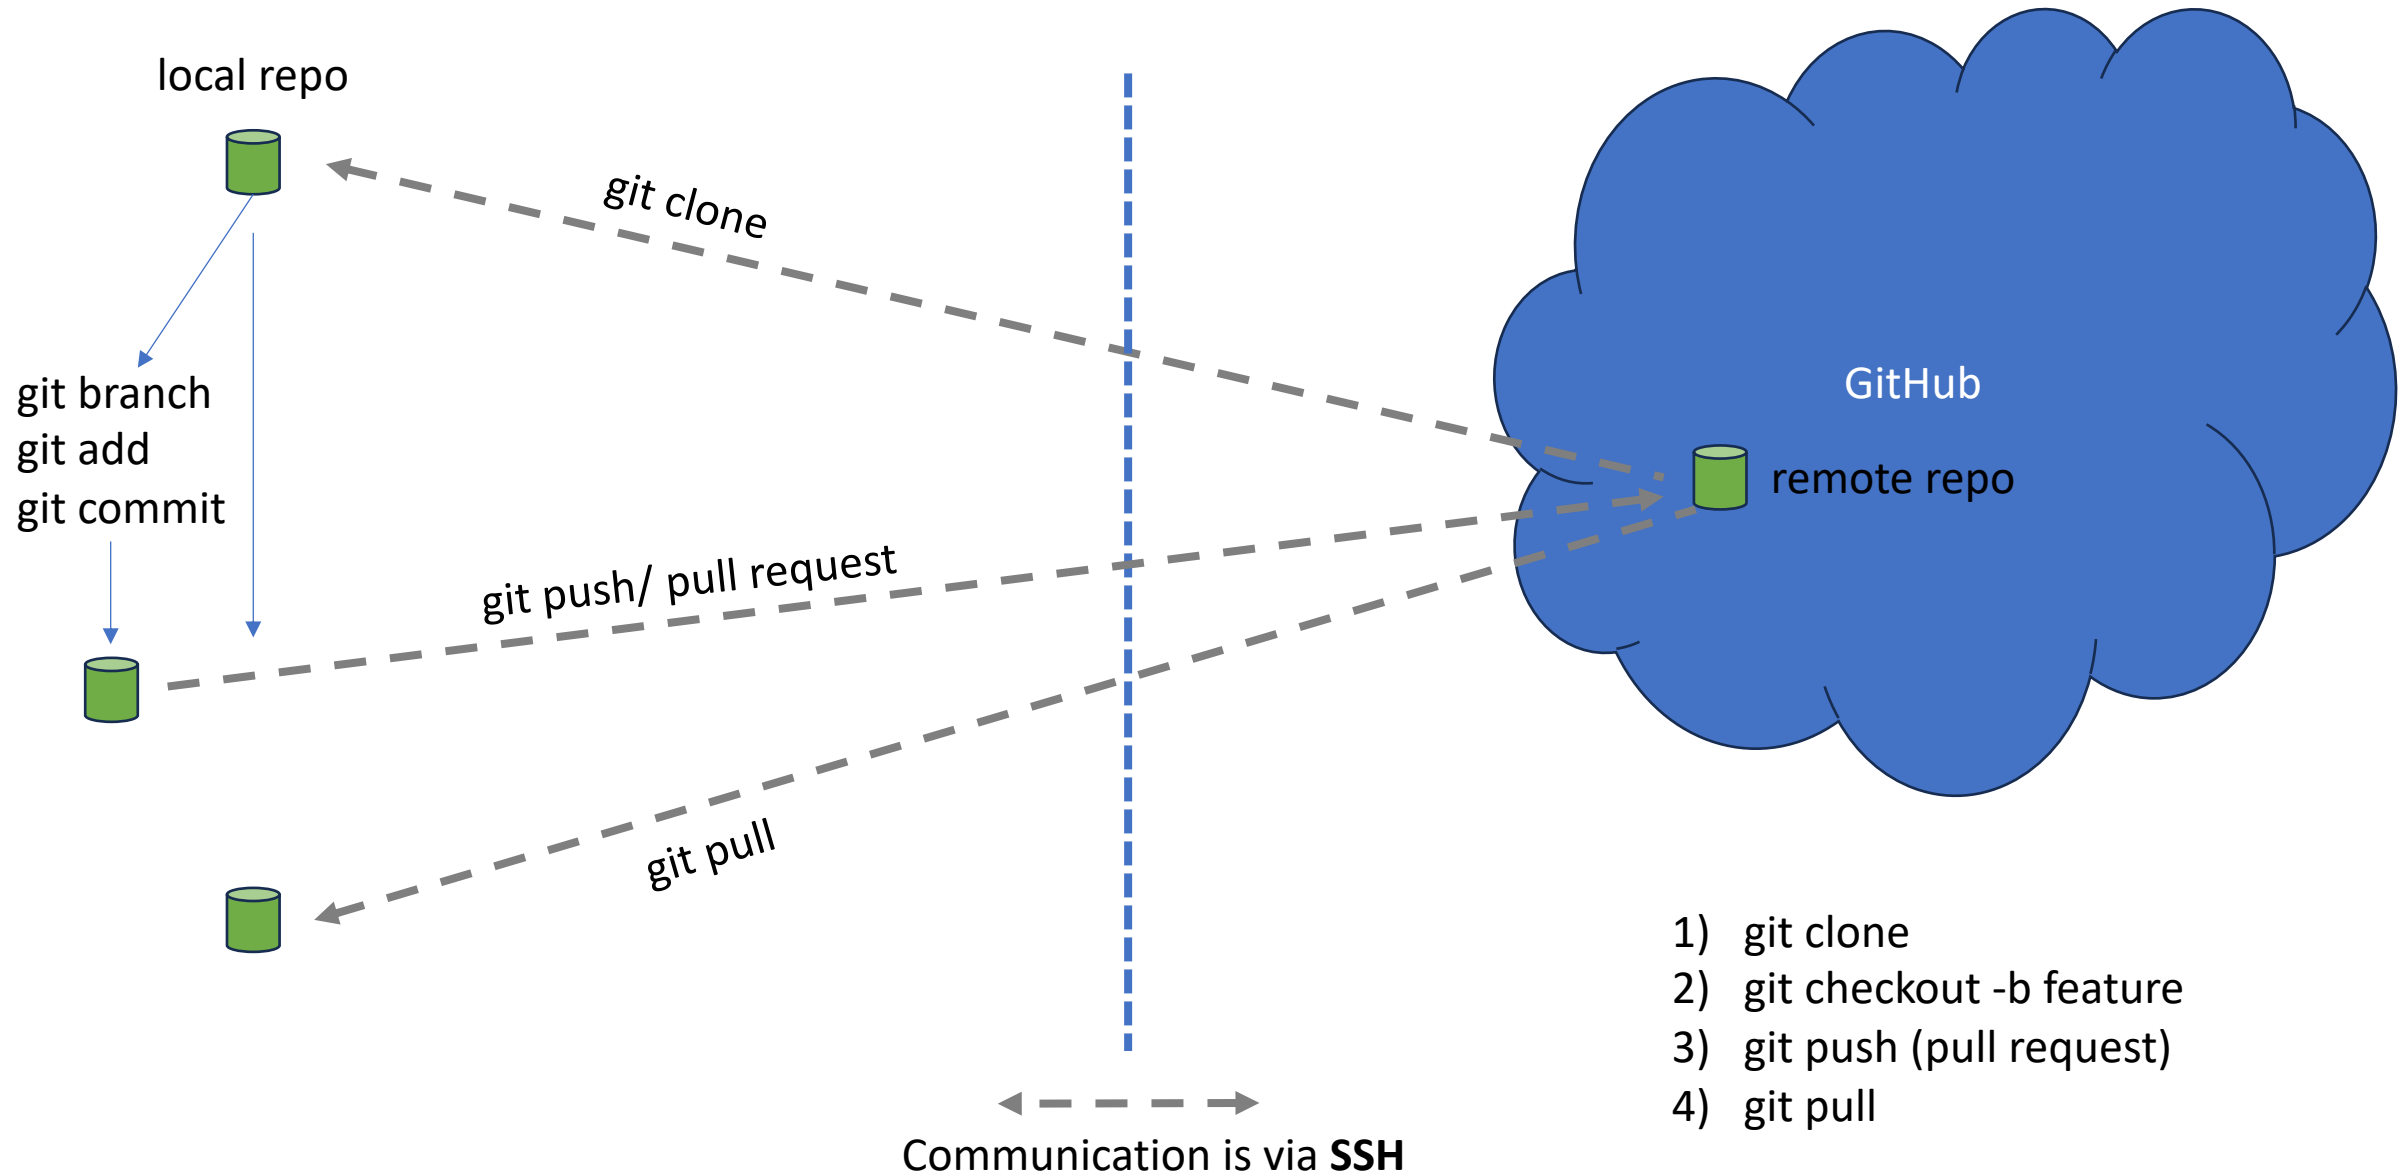 local repo
git clone
git branch
git add
git commit
GitHub
remote repo
git push/ pull request
git pull
1) git clone
2) git checkout -b feature
3) git push (pull request)
4) git pull
Communication is via SSH